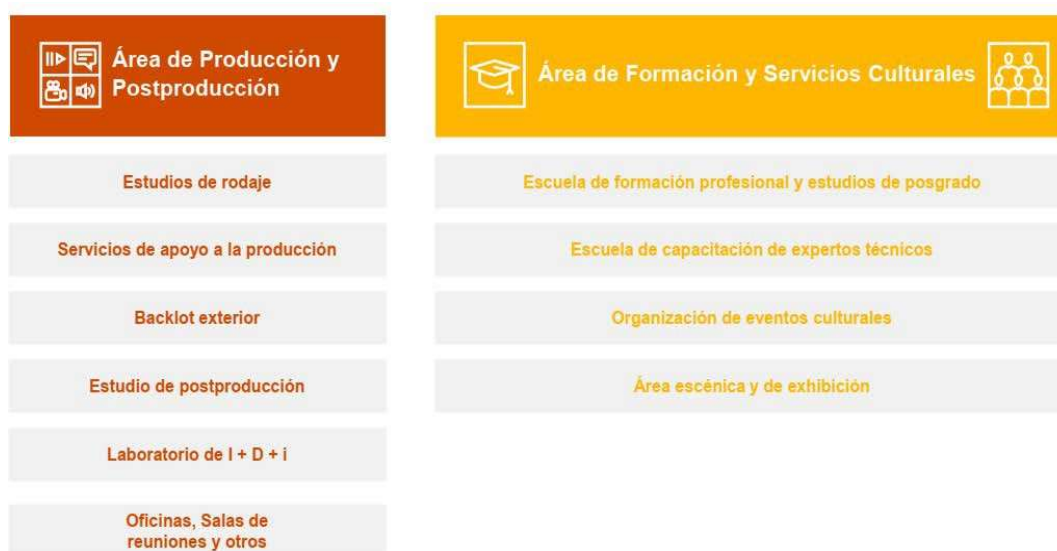 Área de Producción y
Postproducción
Estudios de rodaje
Servicios de apoyo a la producción
Backlot exterior
Estudio de postproducción
Laboratorio de I + D + i
Oficinas, Salas de
reuniones y otros
Área de Formación y Servicios Culturales
Escuela de formación profesional y estudios de posgrado
Escuela de capacitación de expertos técnicos
Organización de eventos culturales
Área escénica y de exhibición